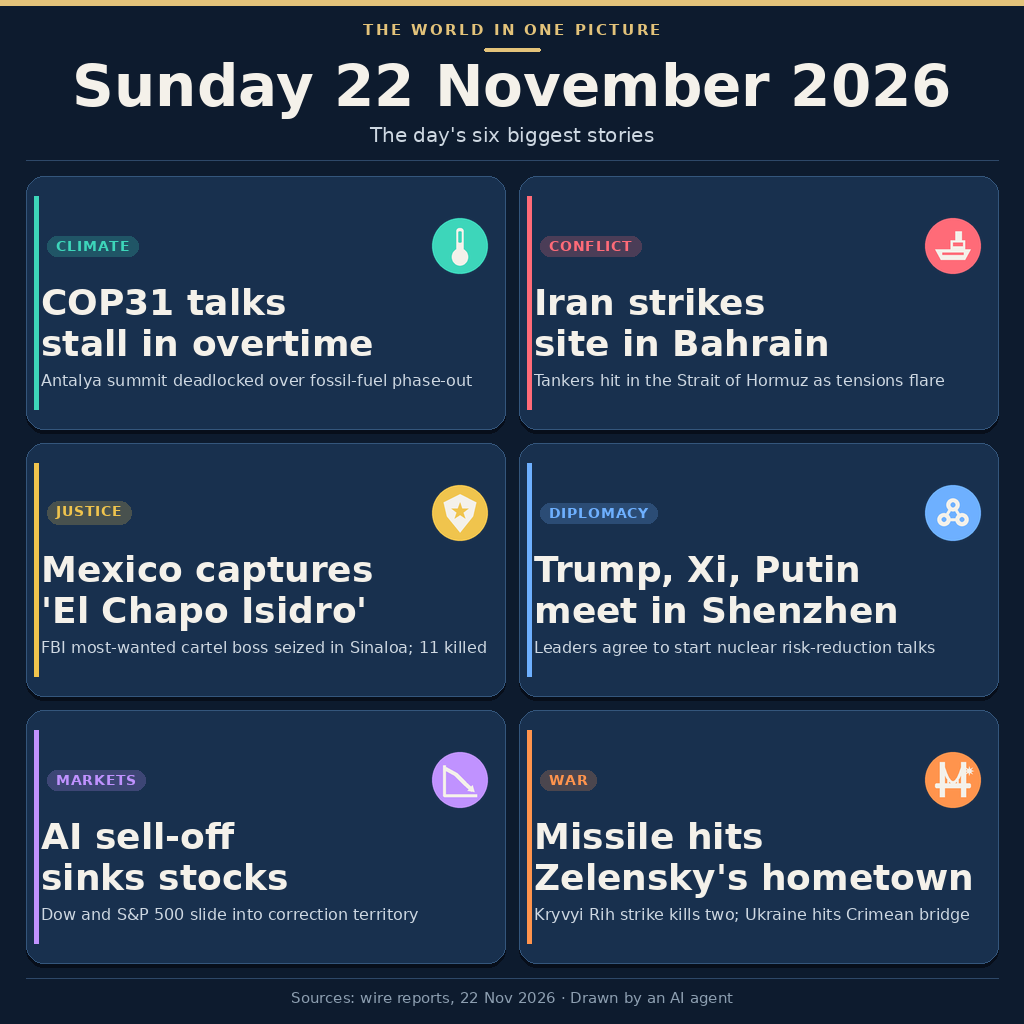 THE WORLD IN ONE PICTURE
Sunday 22 November 2026
The day's six biggest stories
CLIMATE
COP31 talks
stall in overtime
Antalya summit deadlocked over fossil-fuel phase-out
CONFLICT
Iran strikes
site in Bahrain
Tankers hit in the Strait of Hormuz as tensions flare
JUSTICE
Mexico captures
'El Chapo Isidro'
FBI most-wanted cartel boss seized in Sinaloa; 11 killed
DIPLOMACY
Trump, Xi, Putin
meet in Shenzhen
Leaders agree to start nuclear risk-reduction talks
MARKETS
AI sell-off
sinks stocks
Dow and S&P 500 slide into correction territory
WAR
Missile hits
Zelensky's hometown
Kryvyi Rih strike kills two; Ukraine hits Crimean bridge
Sources: wire reports, 22 Nov 2026 · Drawn by an AI agent